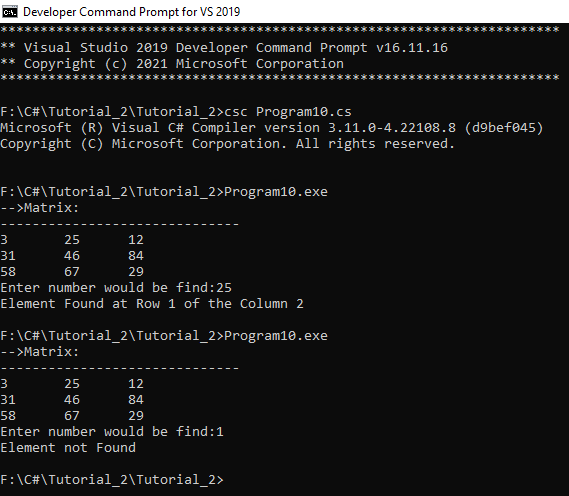 Developer Command Prompt for VS 2019
**********************************************************************
** Visual Studio 2019 Developer Command Prompt v16.11.16
** Copyright (c) 2021 Microsoft Corporation
**********************************************************************
F:\C#\Tutorial_2\Tutorial_2>csc Program10.cs
Microsoft (R) Visual C# Compiler version 3.11.0-4.22108.8 (d9bef045)
Copyright (C) Microsoft Corporation. All rights reserved.
F:\C#\Tutorial_2\Tutorial_2>Program10.exe
-->Matrix:
------------------------------
3 25 12
31 46 84
58 67 29
Enter number would be find:25
Element Found at Row 1 of the Column 2
F:\C#\Tutorial_2\Tutorial_2>Program10.exe
-->Matrix:
------------------------------
3 25 12
31 46 84
58 67 29
Enter number would be find:1
Element not Found
F:\C#\Tutorial_2\Tutorial_2>